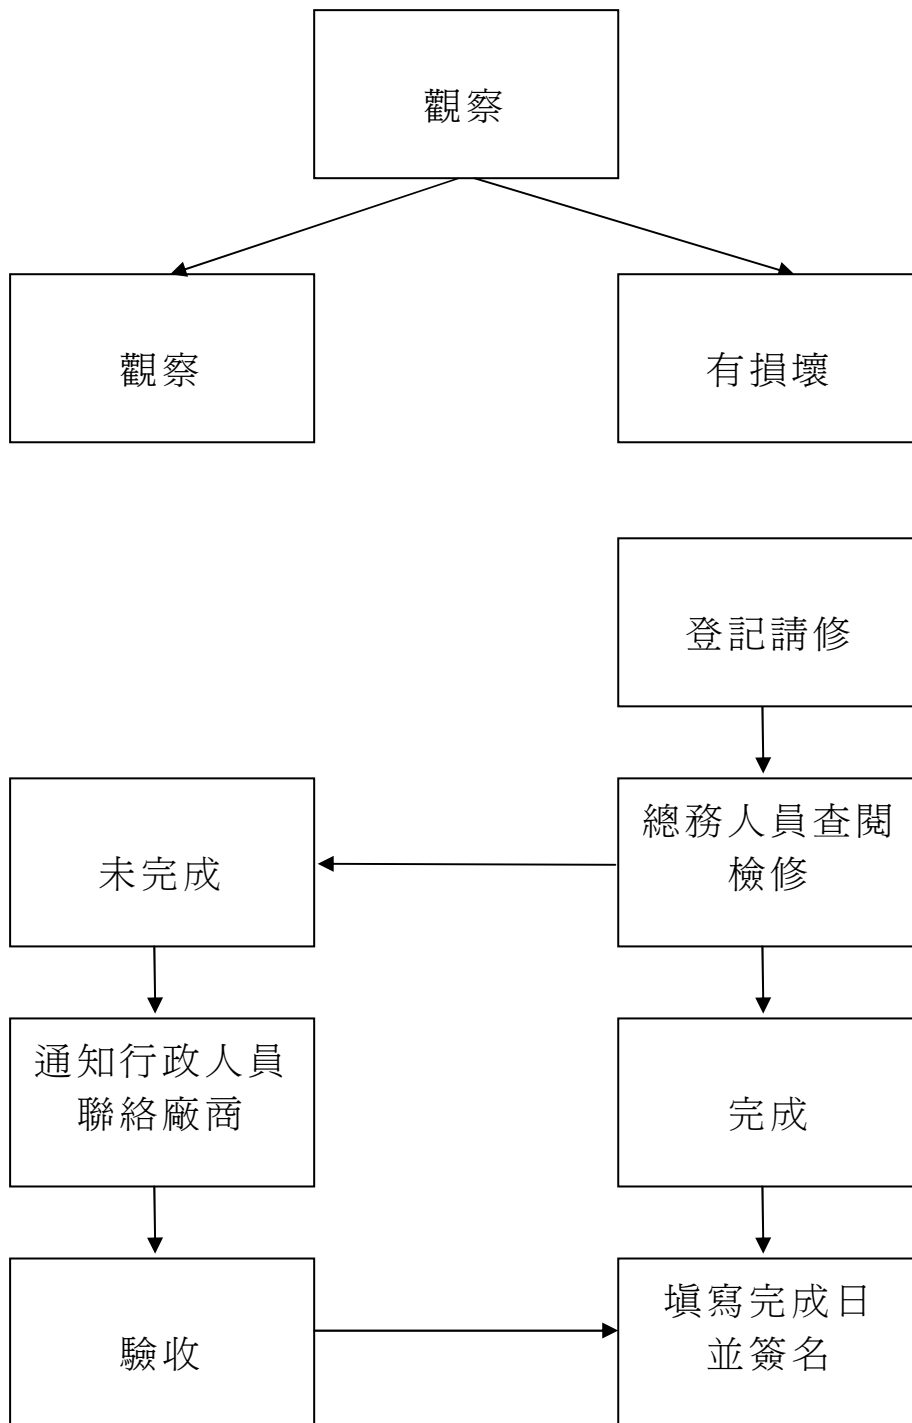 觀察
觀察
有損壞
登記請修
未完成
總務人員查閱
檢修
通知行政人員
聯絡廠商
完成
驗收
填寫完成日
並簽名